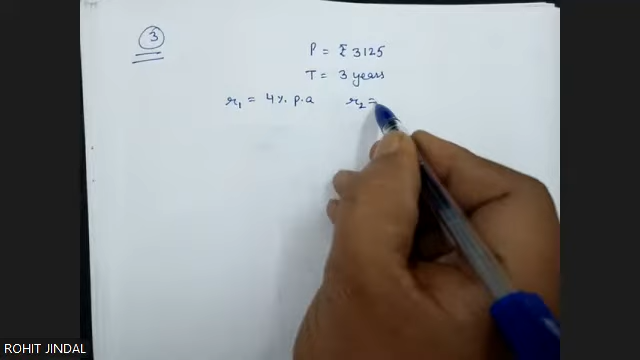 3
P = ₹ 3125
T = 3 years
r₁ = 4 % p.a r₂ =
ROHIT JINDAL